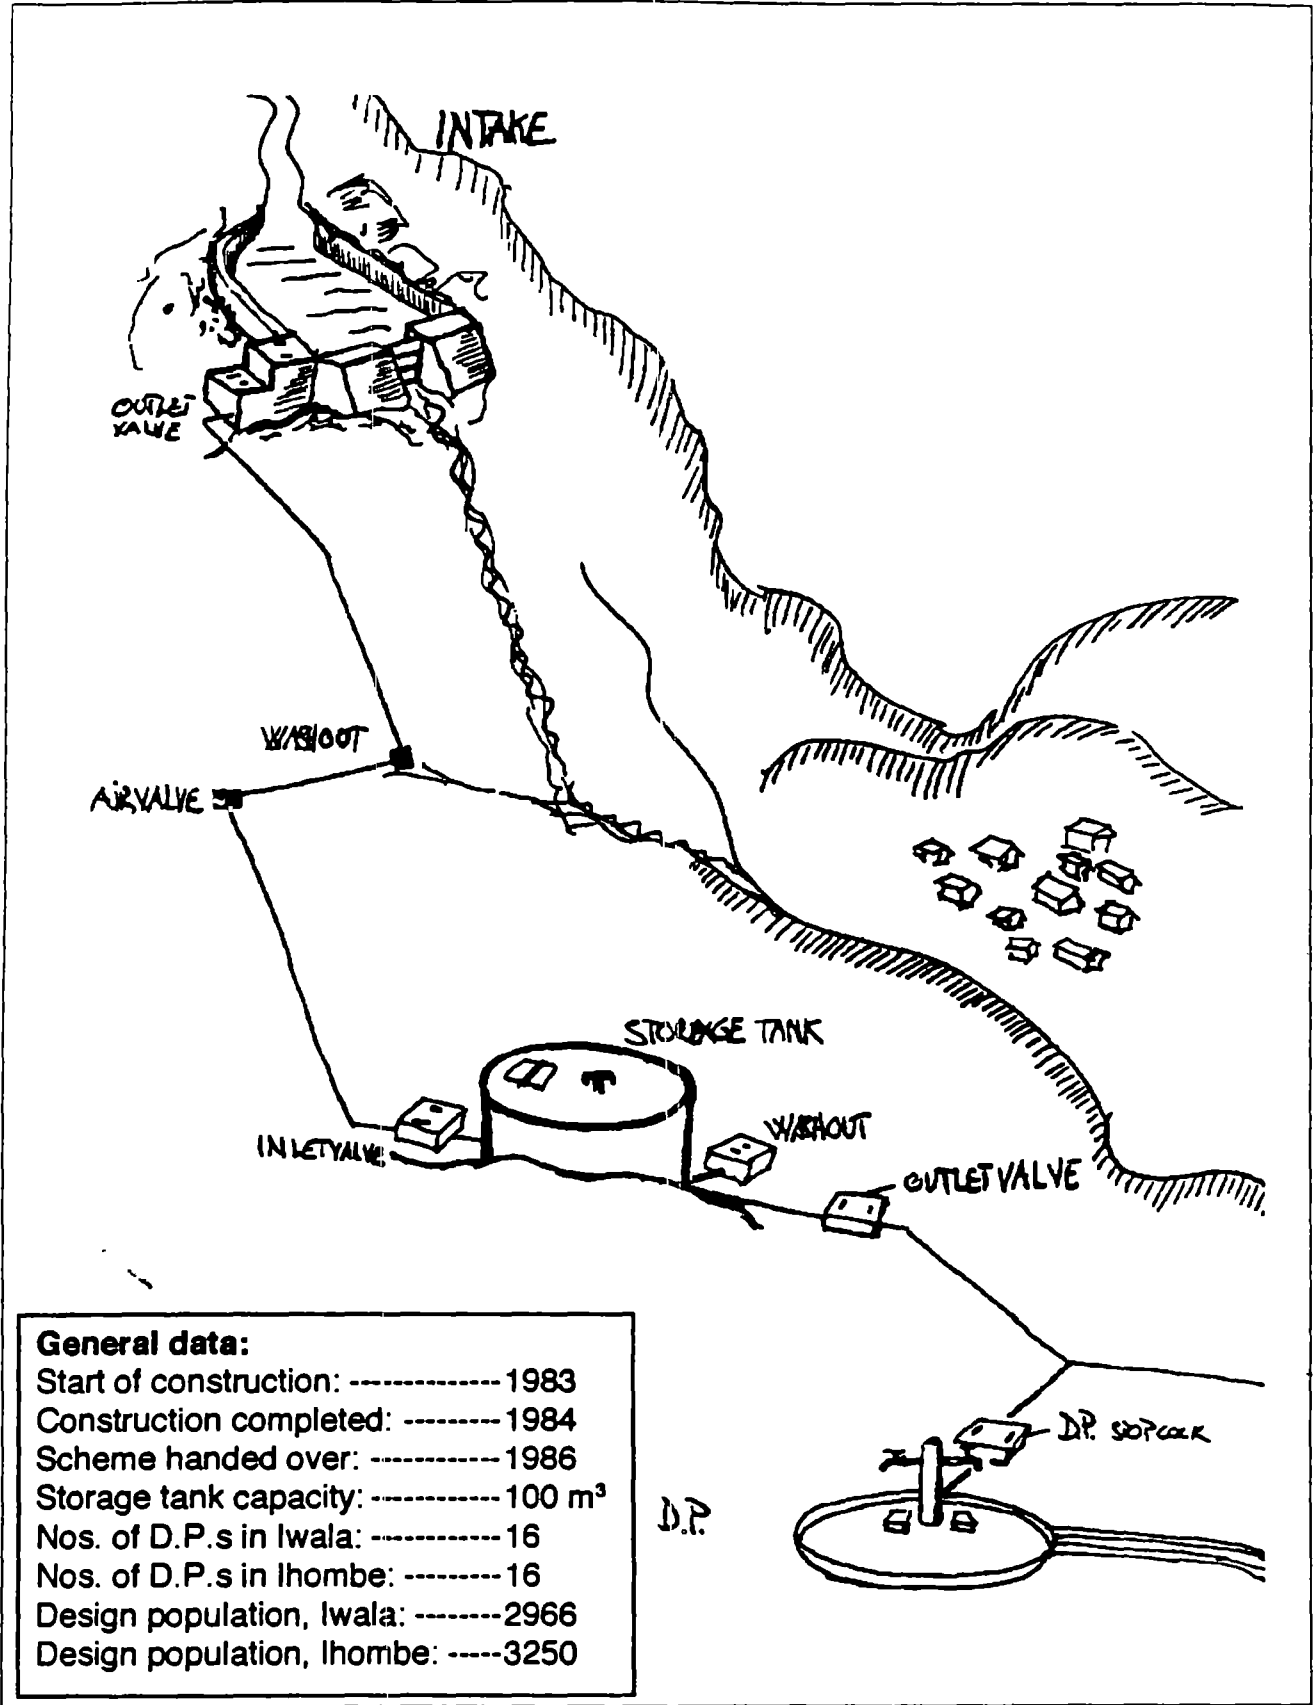 INTAKE
OUTLET
VALVE
WASHOUT
AIRVALVE
STORAGE TANK
INLETVALVE
WASHOUT
OUTLET VALVE
D.P. STOPCOCK
D.P.
General data:
Start of construction: -------------- 1983
Construction completed: --------- 1984
Scheme handed over: ------------ 1986
Storage tank capacity: ------------ 100 m³
Nos. of D.P.s in Iwala: ----------- 16
Nos. of D.P.s in Ihombe: --------- 16
Design population, Iwala: -------- 2966
Design population, Ihombe: ----- 3250